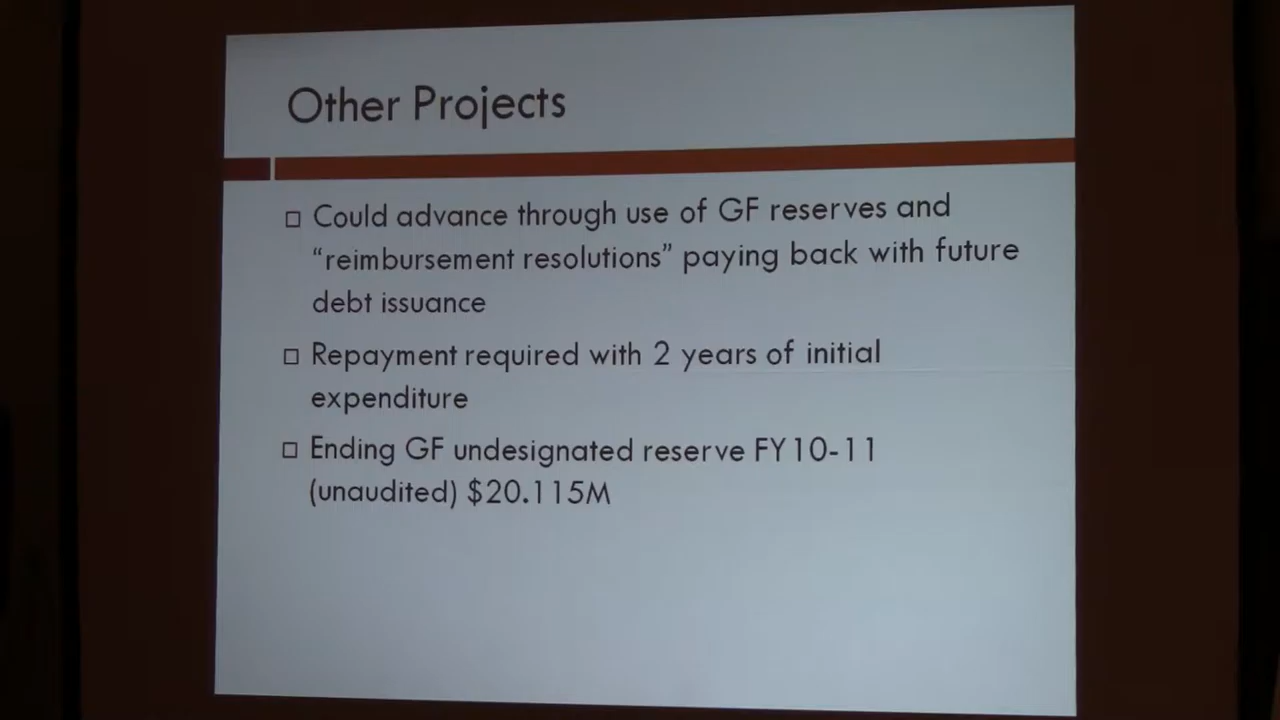 Other Projects
Could advance through use of GF reserves and
“reimbursement resolutions” paying back with future
debt issuance
Repayment required with 2 years of initial
expenditure
Ending GF undesignated reserve FY10-11
(unaudited) $20.115M